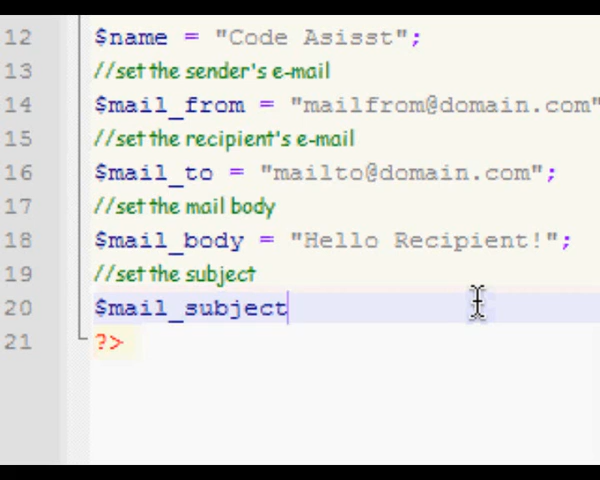 12 $name = "Code Asisst";
13 //set the sender's e-mail
14 $mail_from = "mailfrom@domain.com"
15 //set the recipient's e-mail
16 $mail_to = "mailto@domain.com";
17 //set the mail body
18 $mail_body = "Hello Recipient!";
19 //set the subject
20 $mail_subject
21 ?>